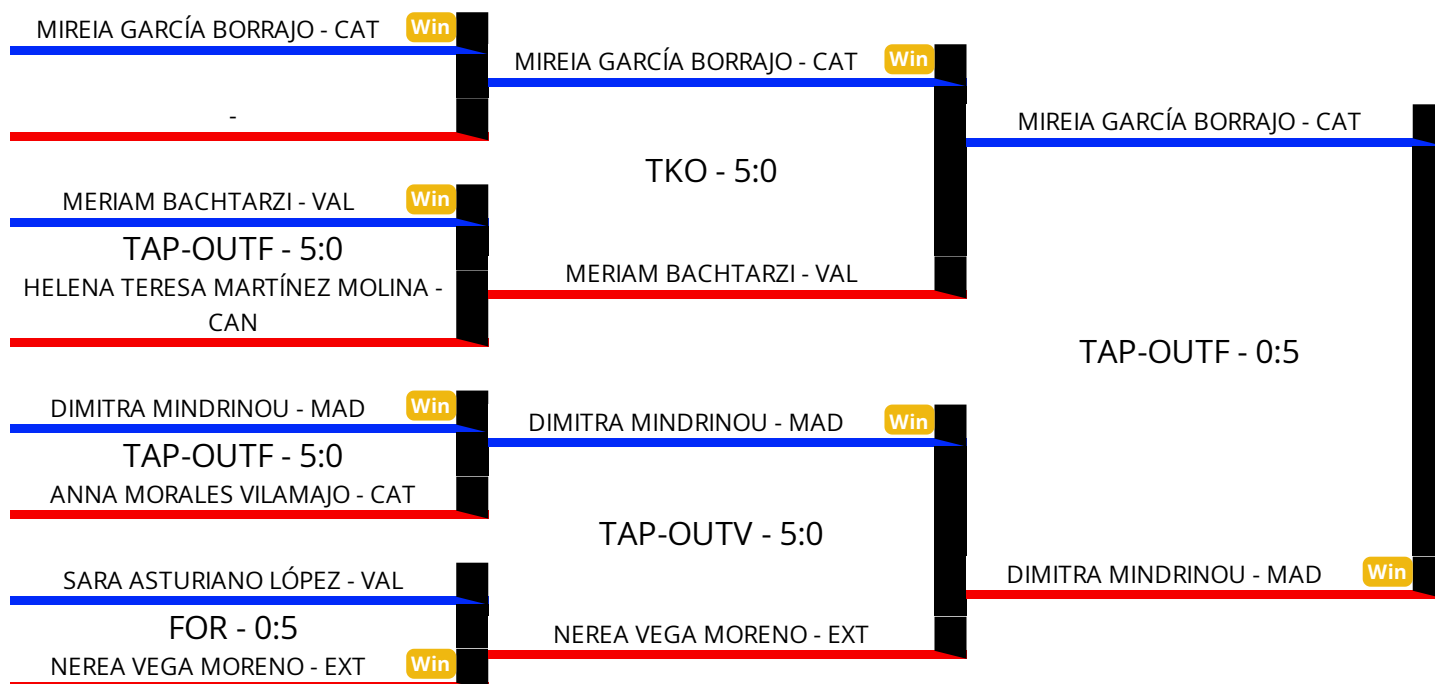 MIREIA GARCÍA BORRAJO - CAT Win
-
MERIAM BACHTARZI - VAL Win
TAP-OUTF - 5:0
HELENA TERESA MARTÍNEZ MOLINA -
CAN
DIMITRA MINDRINOU - MAD Win
TAP-OUTF - 5:0
ANNA MORALES VILAMAJO - CAT
SARA ASTURIANO LÓPEZ - VAL
FOR - 0:5
NEREA VEGA MORENO - EXT Win
MIREIA GARCÍA BORRAJO - CAT Win
TKO - 5:0
MERIAM BACHTARZI - VAL
DIMITRA MINDRINOU - MAD Win
TAP-OUTV - 5:0
NEREA VEGA MORENO - EXT
MIREIA GARCÍA BORRAJO - CAT
TAP-OUTF - 0:5
DIMITRA MINDRINOU - MAD Win